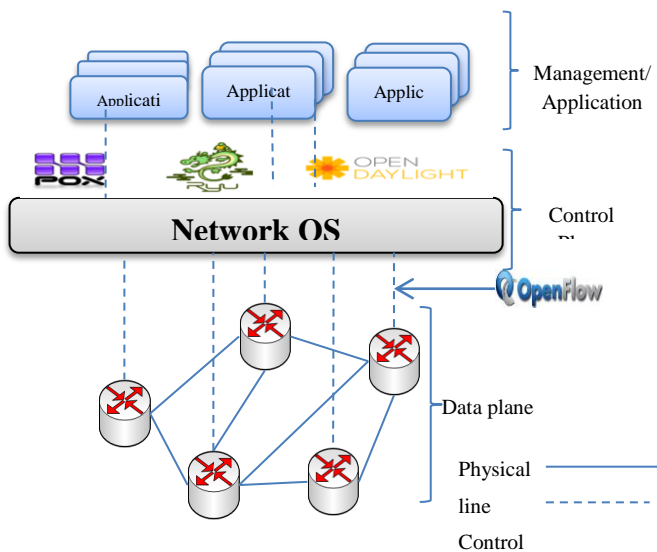 Applicati
Applicat
Applic
Management/
Application
POX
RYU
OPEN
DAYLIGHT
Control
Network OS
OpenFlow
Data plane
Physical
line
Control